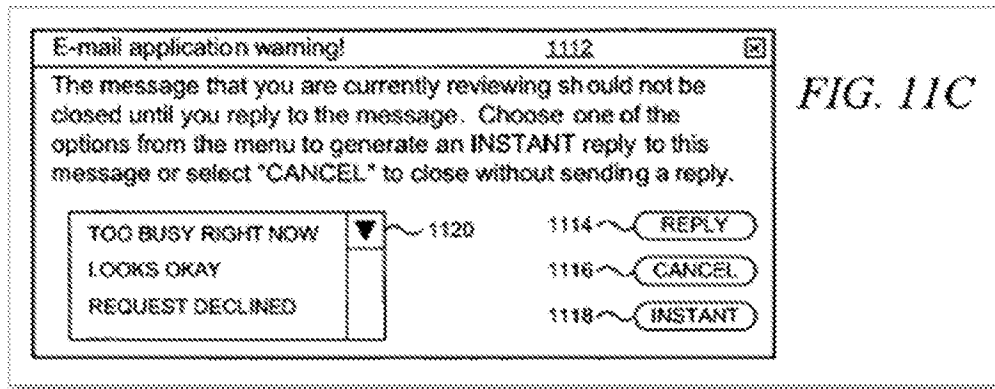 E-mail application warning! 1112
FIG. 11C
The message that you are currently reviewing should not be
closed until you reply to the message. Choose one of the
options from the menu to generate an INSTANT reply to this
message or select "CANCEL" to close without sending a reply.
TOO BUSY RIGHT NOW 1120
LOOKS OKAY
REQUEST DECLINED
1114 REPLY
1116 CANCEL
1118 INSTANT